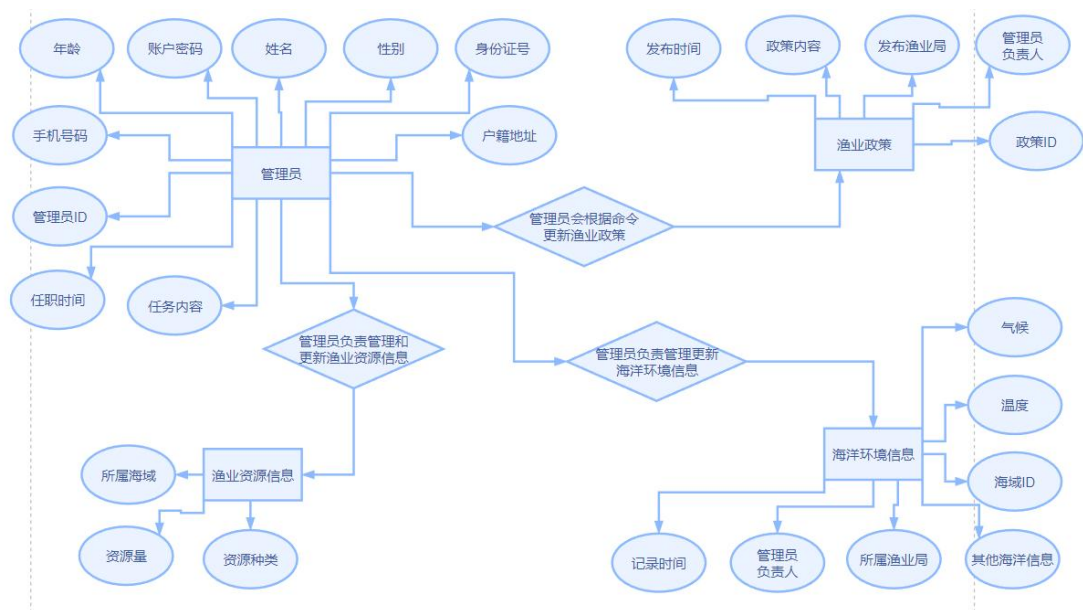 年龄
账户密码
姓名
性别
身份证号
发布时间
政策内容
发布渔业局
管理员
负责人
手机号码
户籍地址
渔业政策
政策ID
管理员
管理员ID
管理员会根据命令
更新渔业政策
任职时间
任务内容
管理员负责管理和
更新渔业资源信息
管理员负责管理更新
海洋环境信息
气候
温度
所属海域
渔业资源信息
海洋环境信息
海域ID
资源量
资源种类
记录时间
管理员
负责人
所属渔业局
其他海洋信息